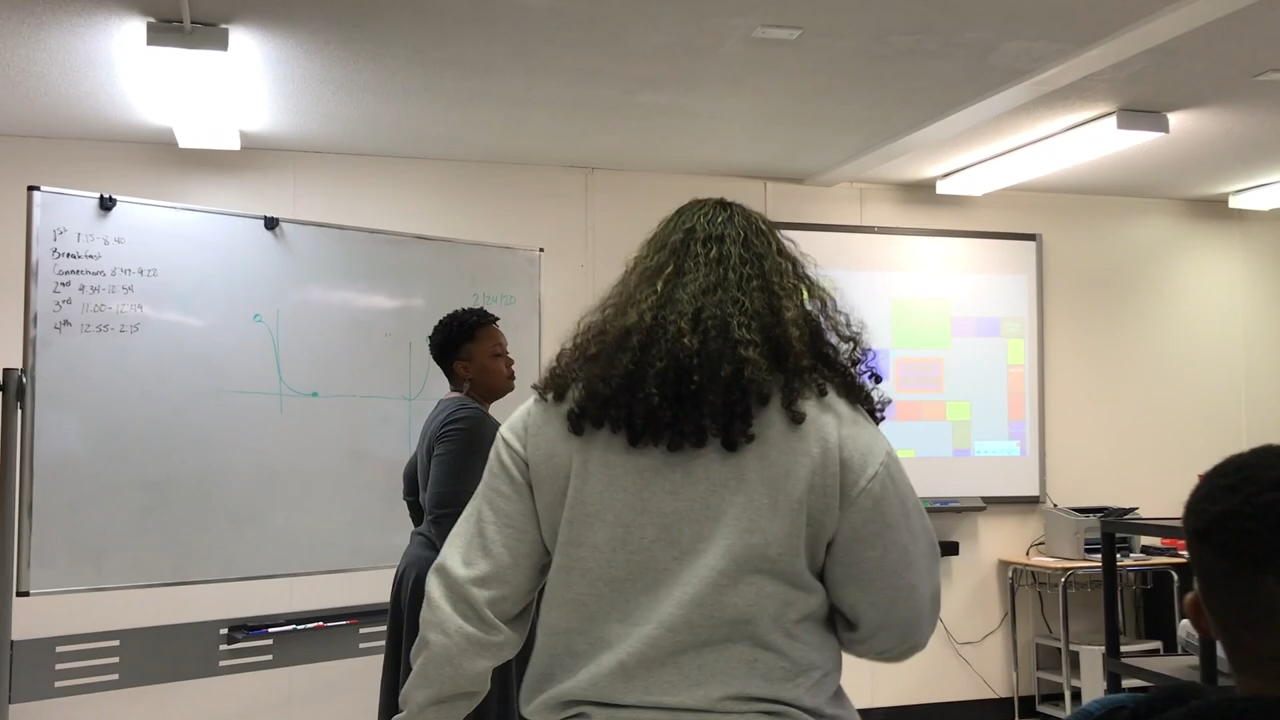 1st 7:15-8:40
Breakfast
Connections 8:47-9:28
2nd 9:34-10:54
3rd 11:00-12:49
4th 12:55-2:15
2/24/20